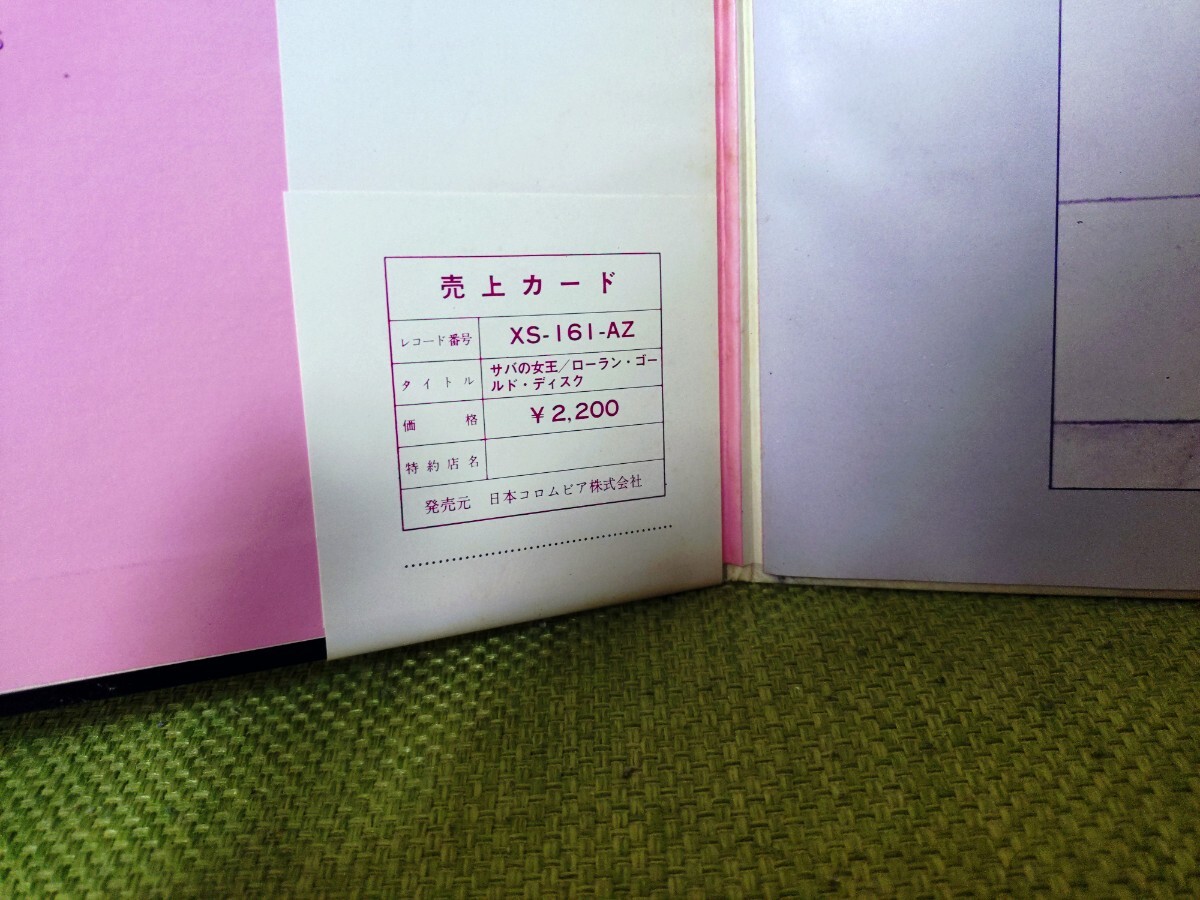 売上カード
レコード番号 XS-161-AZ
タイトル サバの女王/ローラン・ゴー
ルド・ディスク
価格 ¥2,200
特約店名
発売元 日本コロムビア株式会社